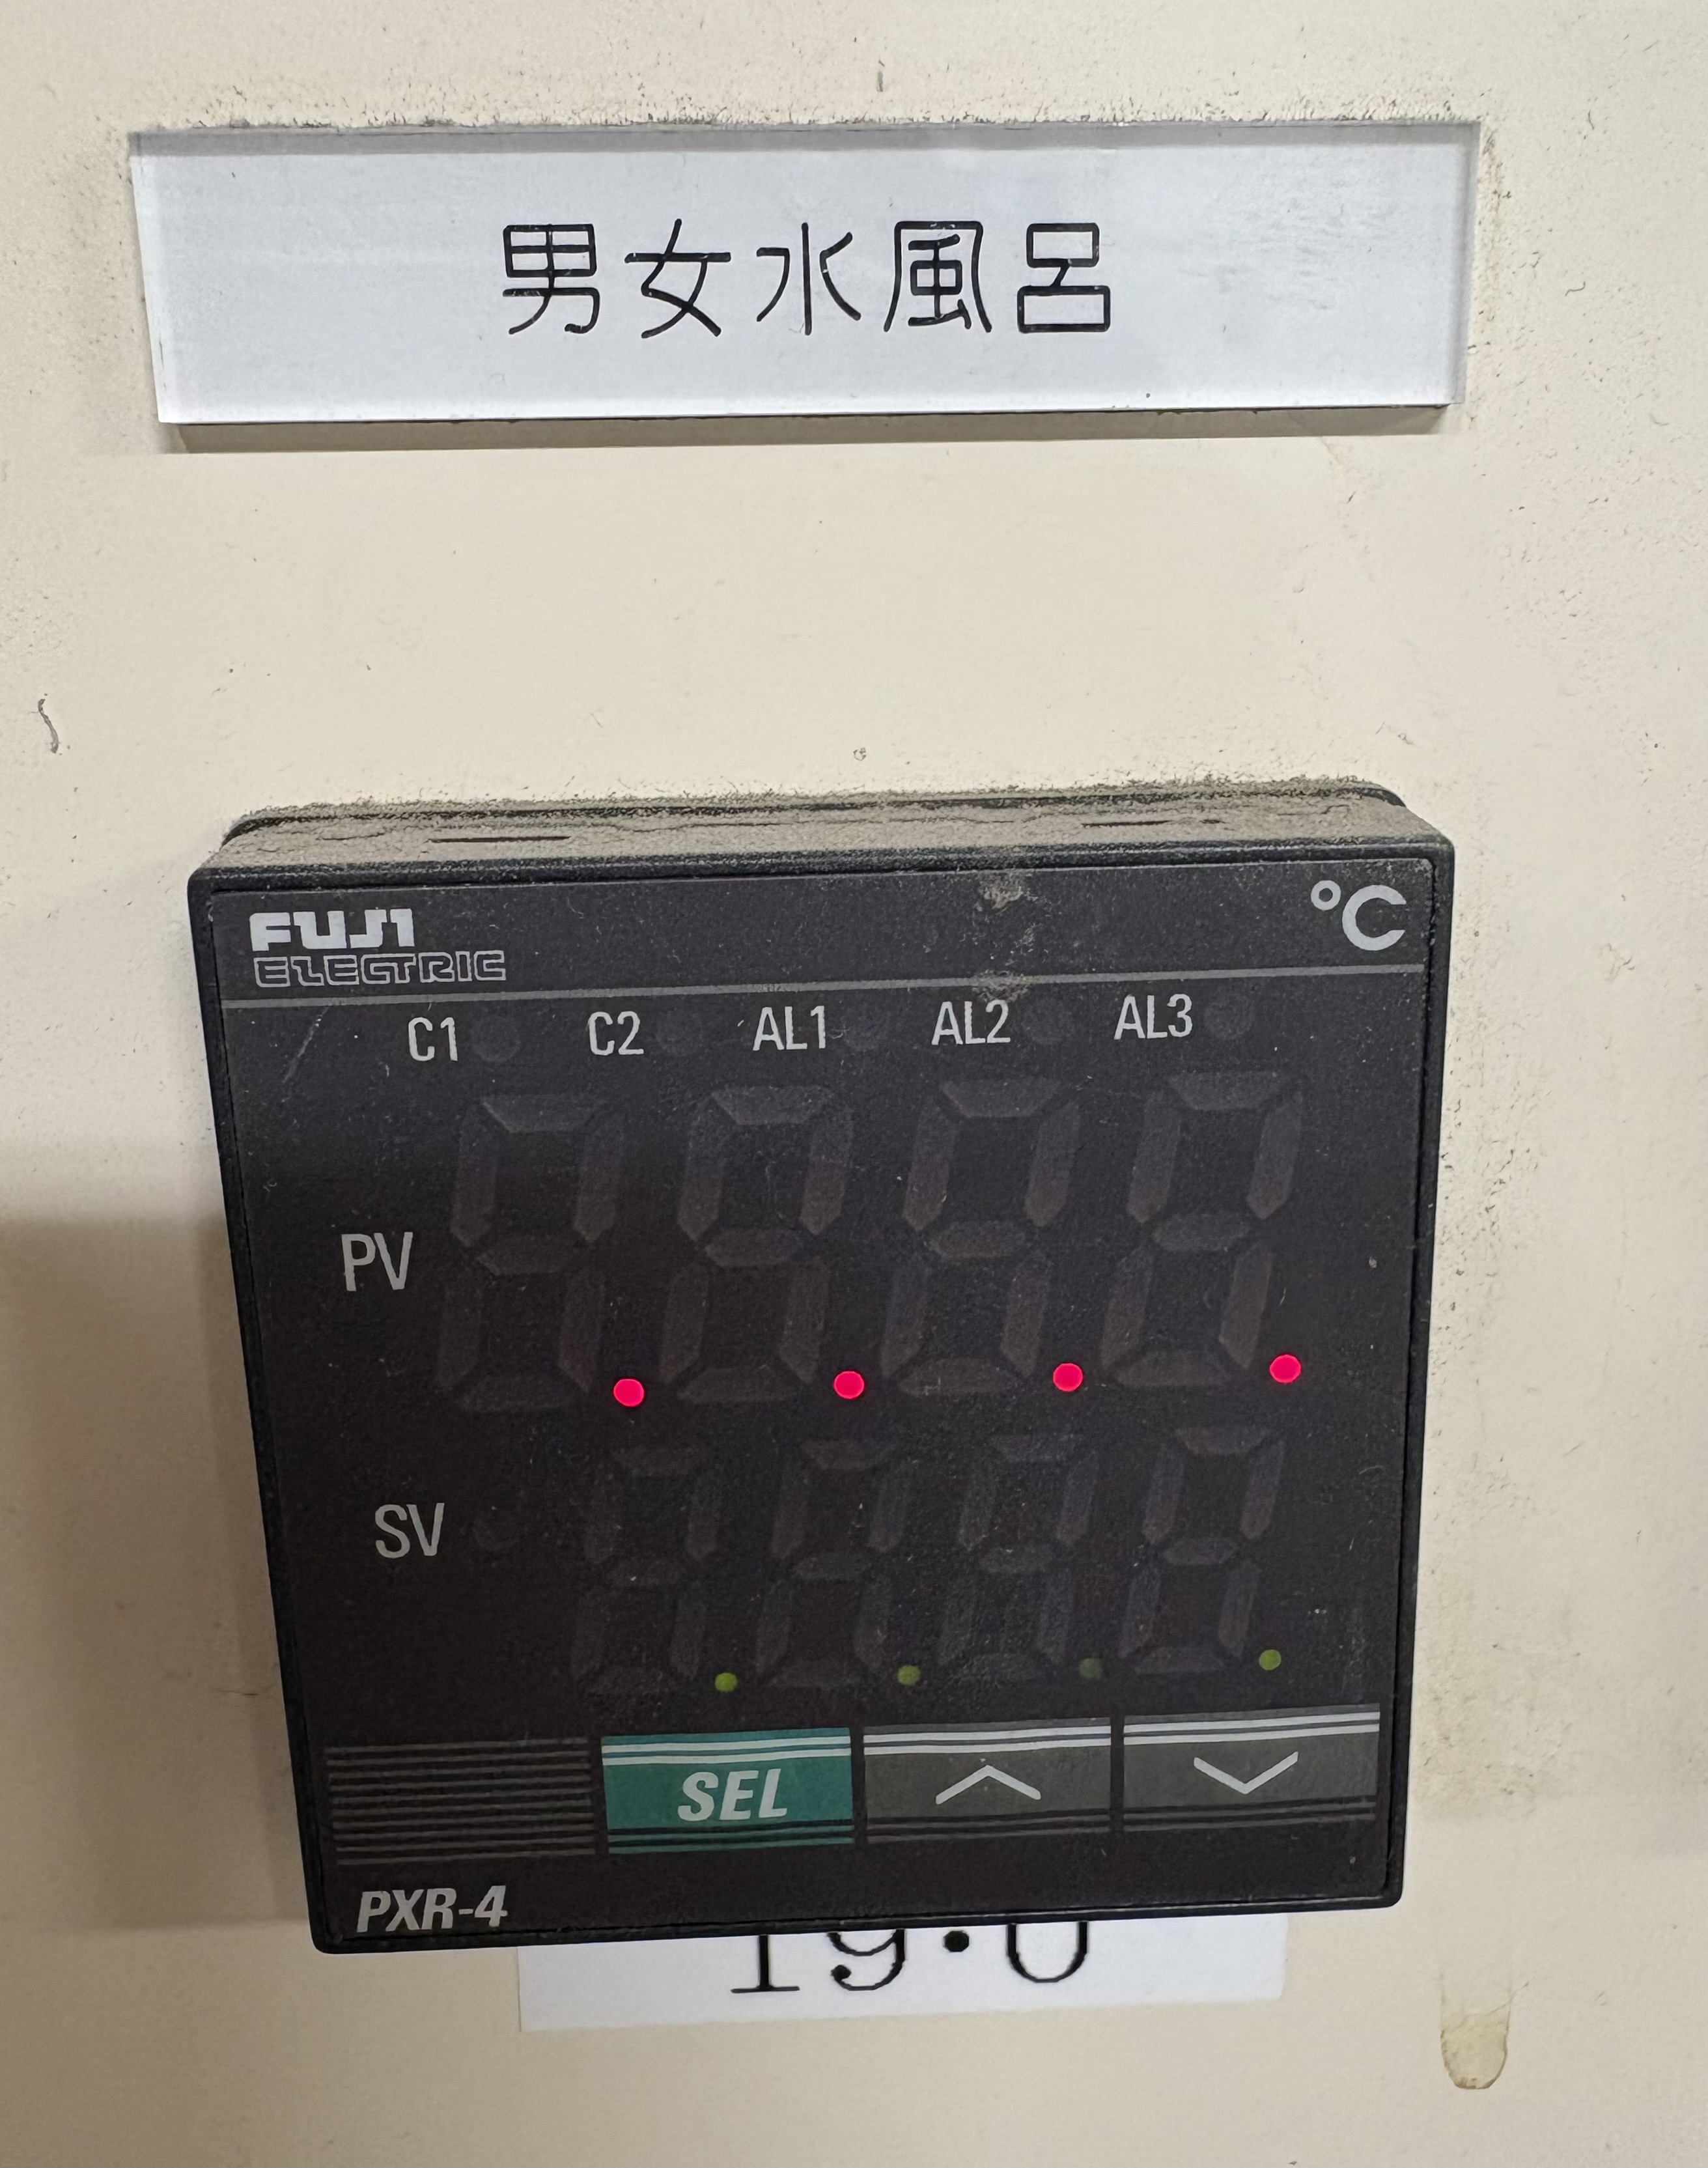 男女水風呂
FUJI
ELECTRIC
°C
C1 C2 AL1 AL2 AL3
PV
SV
SEL
PXR-4
19.0